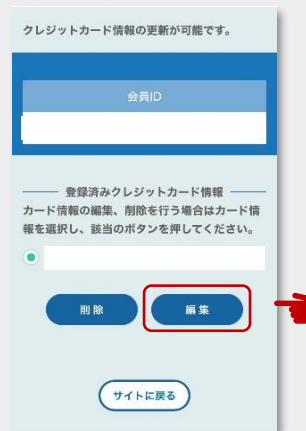 クレジットカード情報の更新が可能です。
会員ID
登録済みクレジットカード情報
カード情報の編集、削除を行う場合はカード情
報を選択し、該当のボタンを押してください。
削除
編集
サイトに戻る